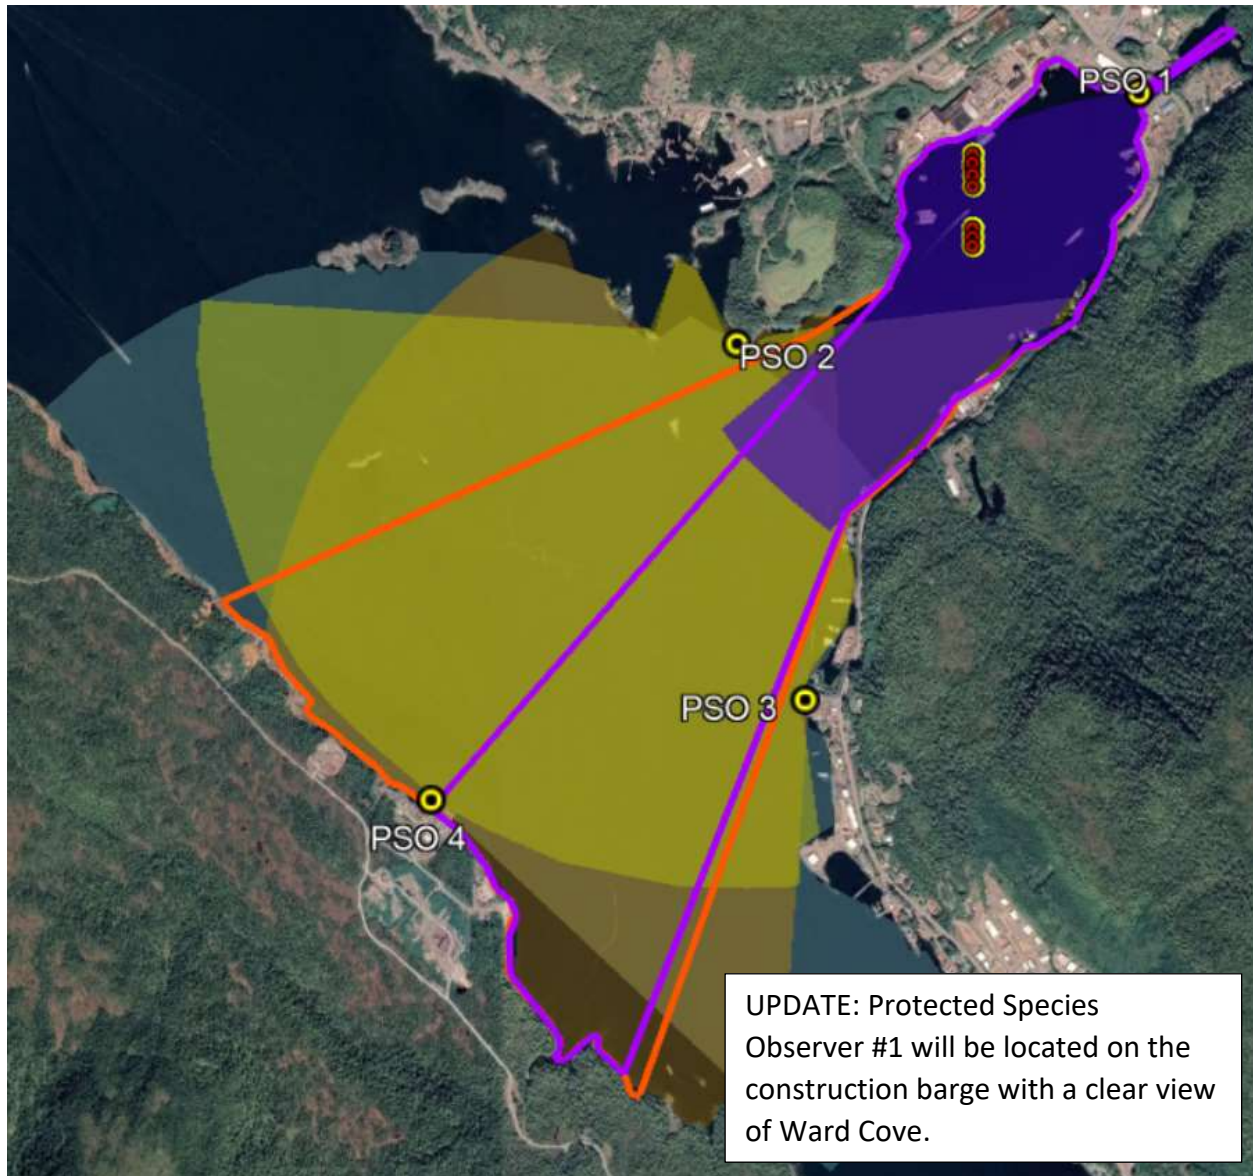 PSO 1
PSO 2
PSO 3
PSO 4
UPDATE: Protected Species
Observer #1 will be located on the
construction barge with a clear view
of Ward Cove.